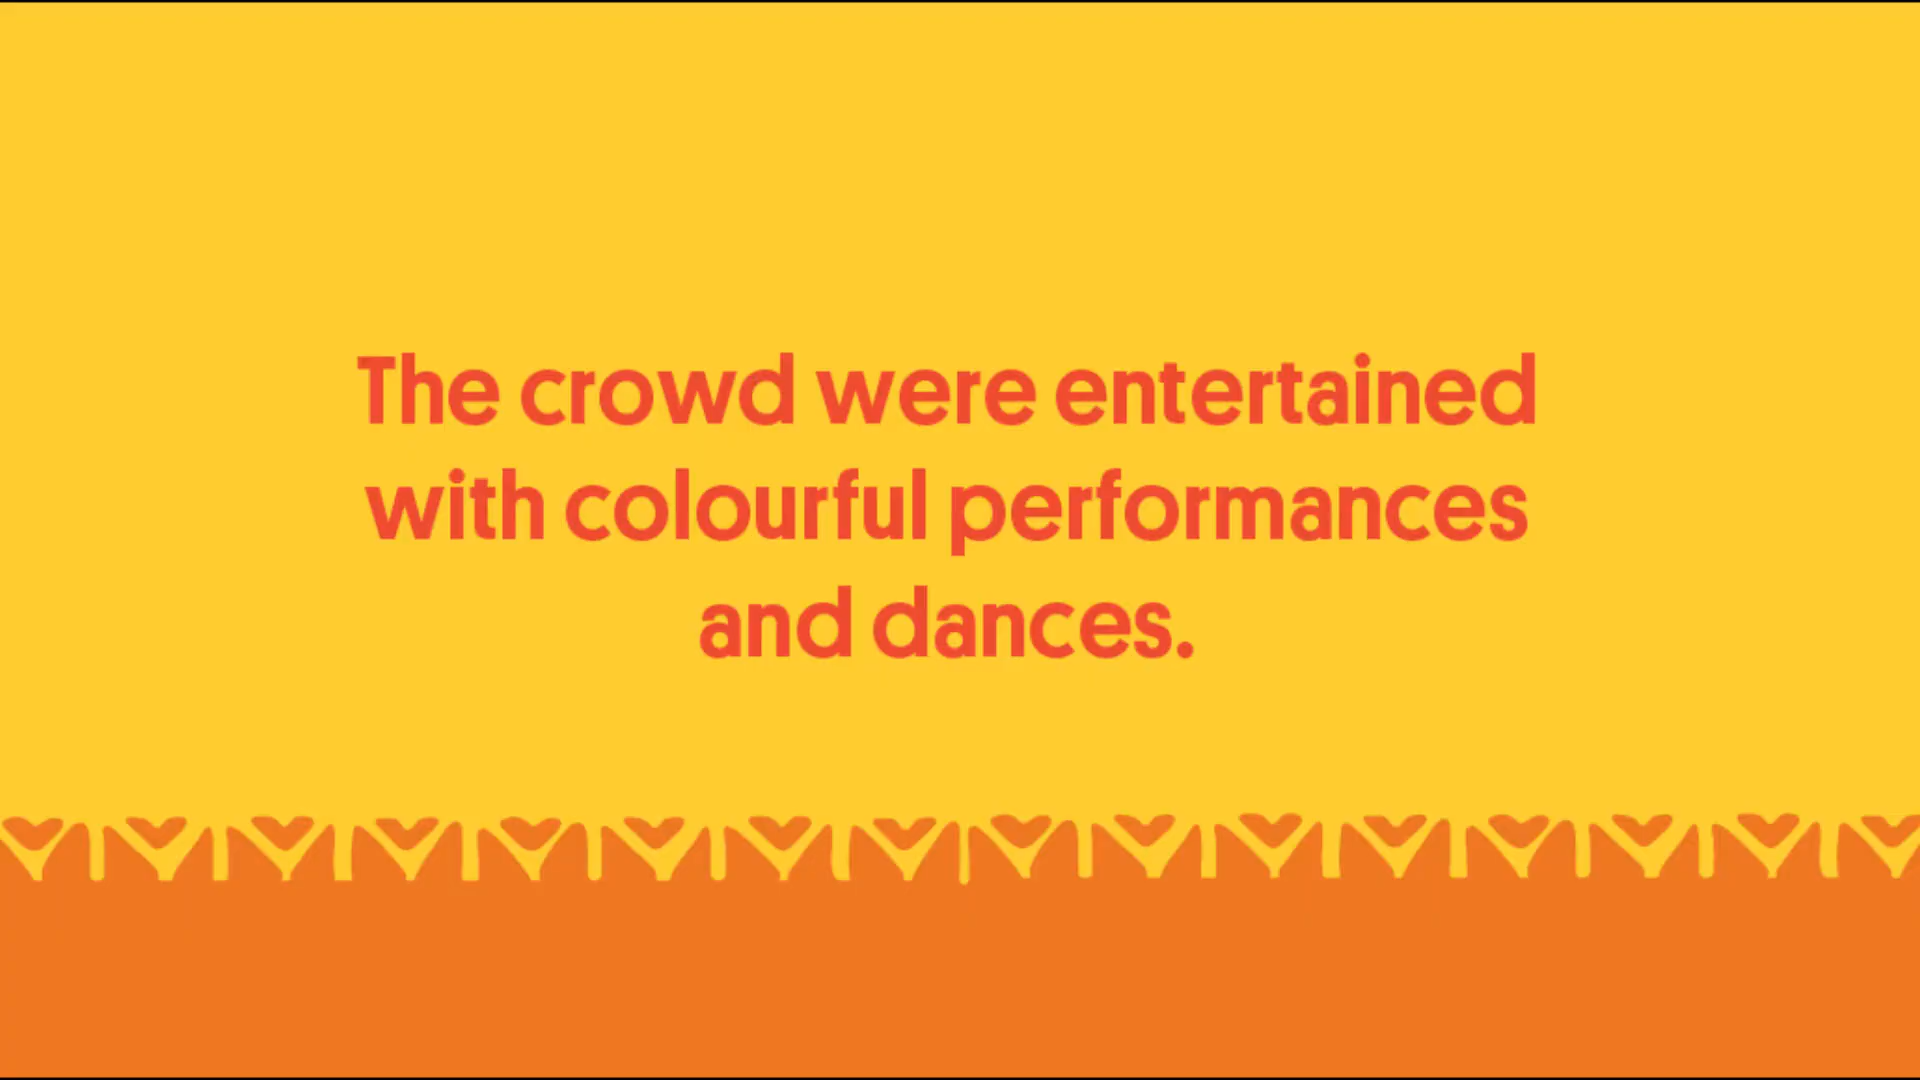 The crowd were entertained
with colourful performances
and dances.